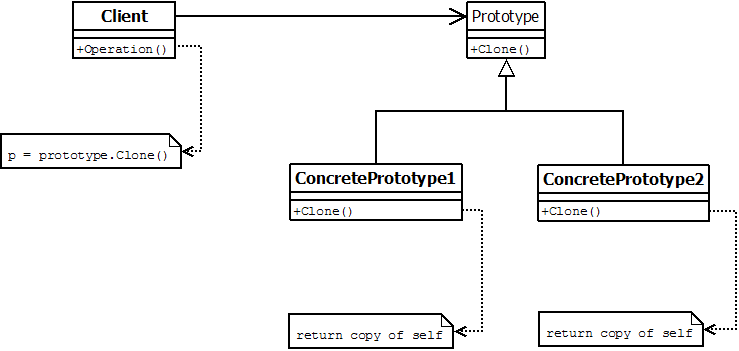 Client
Prototype
+Operation()
+Clone()
p = prototype.Clone()
ConcretePrototype1
ConcretePrototype2
+Clone()
+Clone()
return copy of self
return copy of self